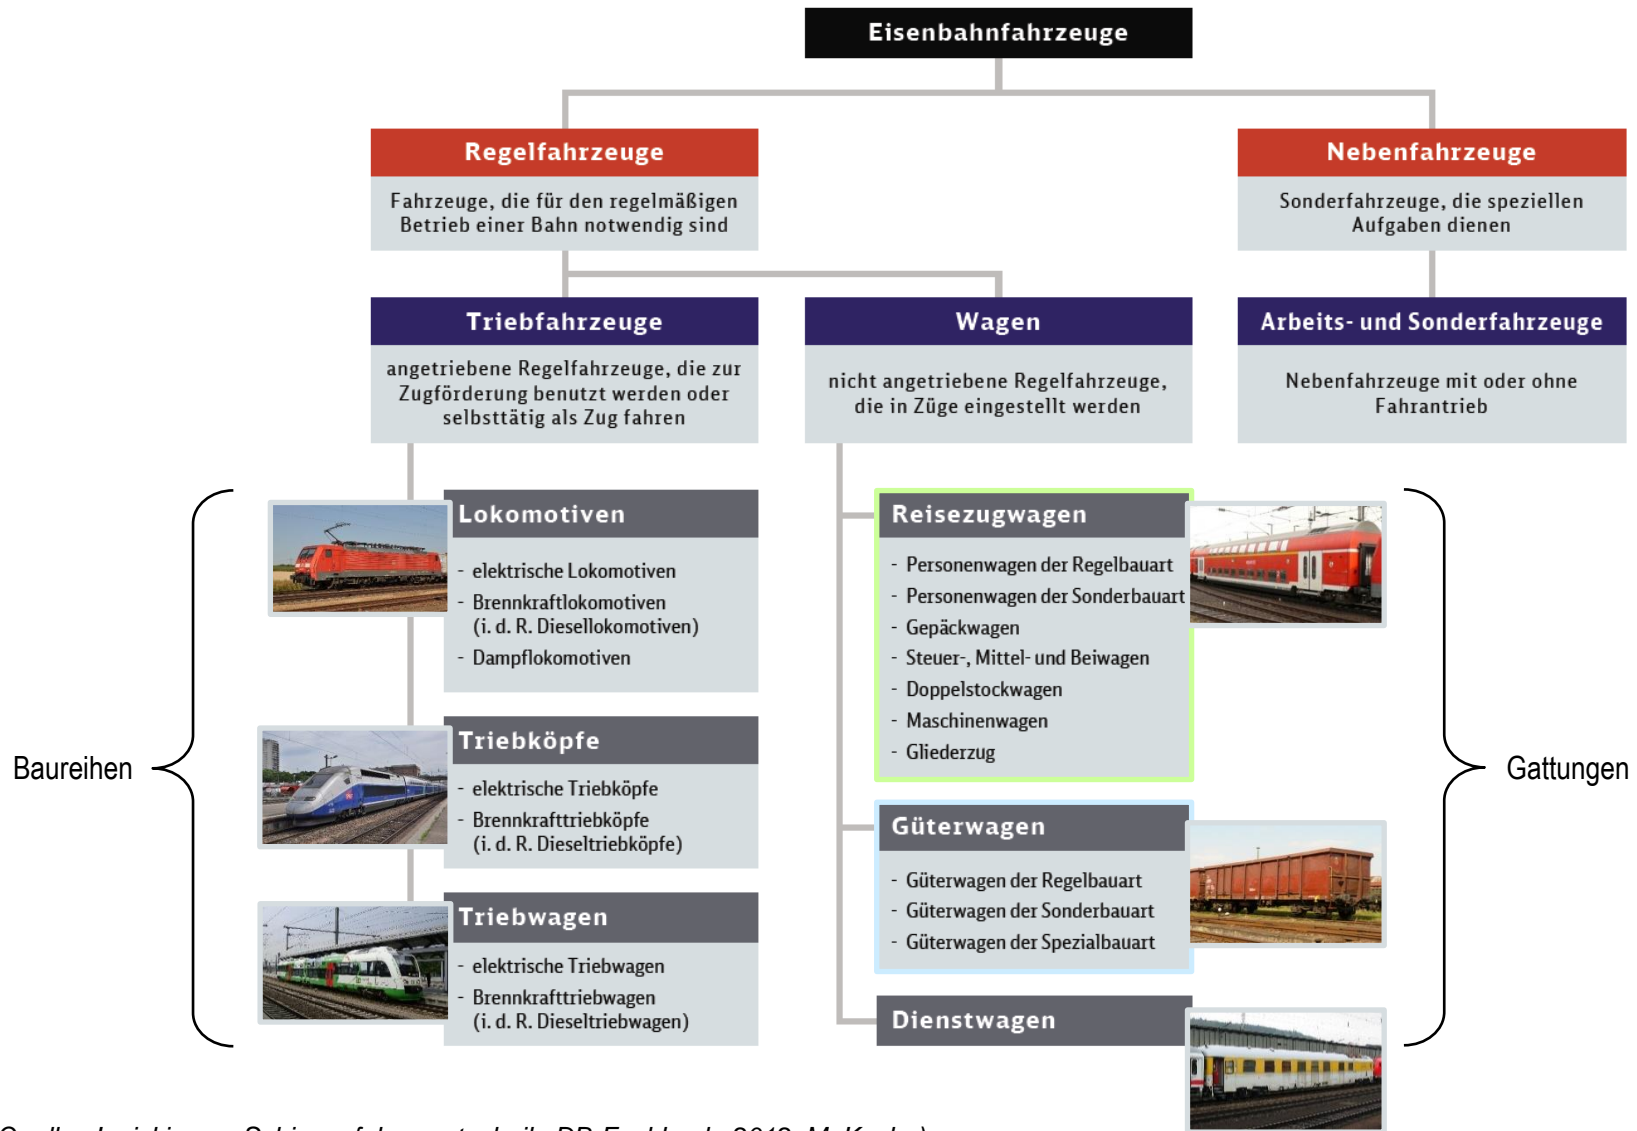 Eisenbahnfahrzeuge
Regelfahrzeuge
Fahrzeuge, die für den regelmäßigen
Betrieb einer Bahn notwendig sind
Nebenfahrzeuge
Sonderfahrzeuge, die speziellen
Aufgaben dienen
Triebfahrzeuge
angetriebene Regelfahrzeuge, die zur
Zugförderung benutzt werden oder
selbsttätig als Zug fahren
Wagen
nicht angetriebene Regelfahrzeuge,
die in Züge eingestellt werden
Arbeits- und Sonderfahrzeuge
Nebenfahrzeuge mit oder ohne
Fahrantrieb
Baureihen
Lokomotiven
- elektrische Lokomotiven
- Brennkraftlokomotiven
(i. d. R. Diesellokomotiven)
- Dampflokomotiven
Triebköpfe
- elektrische Triebköpfe
- Brennkrafttriebköpfe
(i. d. R. Dieseltriebköpfe)
Triebwagen
- elektrische Triebwagen
- Brennkrafttriebwagen
(i. d. R. Dieseltriebwagen)
Reisezugwagen
- Personenwagen der Regelbauart
- Personenwagen der Sonderbauart
- Gepäckwagen
- Steuer-, Mittel- und Beiwagen
- Doppelstockwagen
- Maschinenwagen
- Gliederzug
Güterwagen
- Güterwagen der Regelbauart
- Güterwagen der Sonderbauart
- Güterwagen der Spezialbauart
Dienstwagen
Gattungen